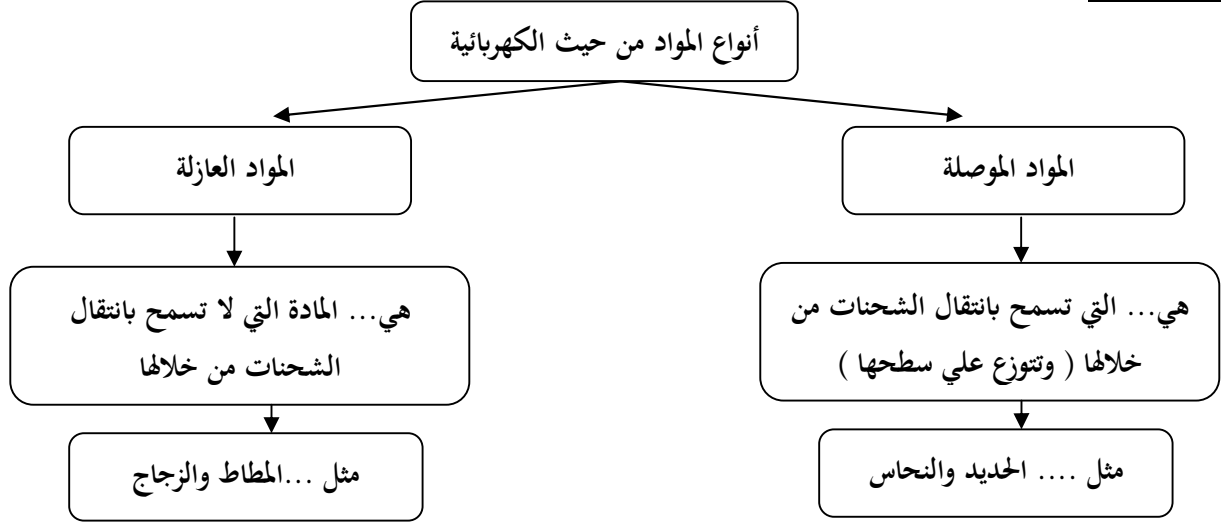 أنواع المواد من حيث الكهربائية
المواد الموصلة
المواد العازلة
هي... التي تسمح بانتقال الشحنات من
خلالها ( وتتوزع علي سطحها )
هي... المادة التي لا تسمح بانتقال
الشحنات من خلالها
مثل .... الحديد والنحاس
مثل ...المطاط والزجاج